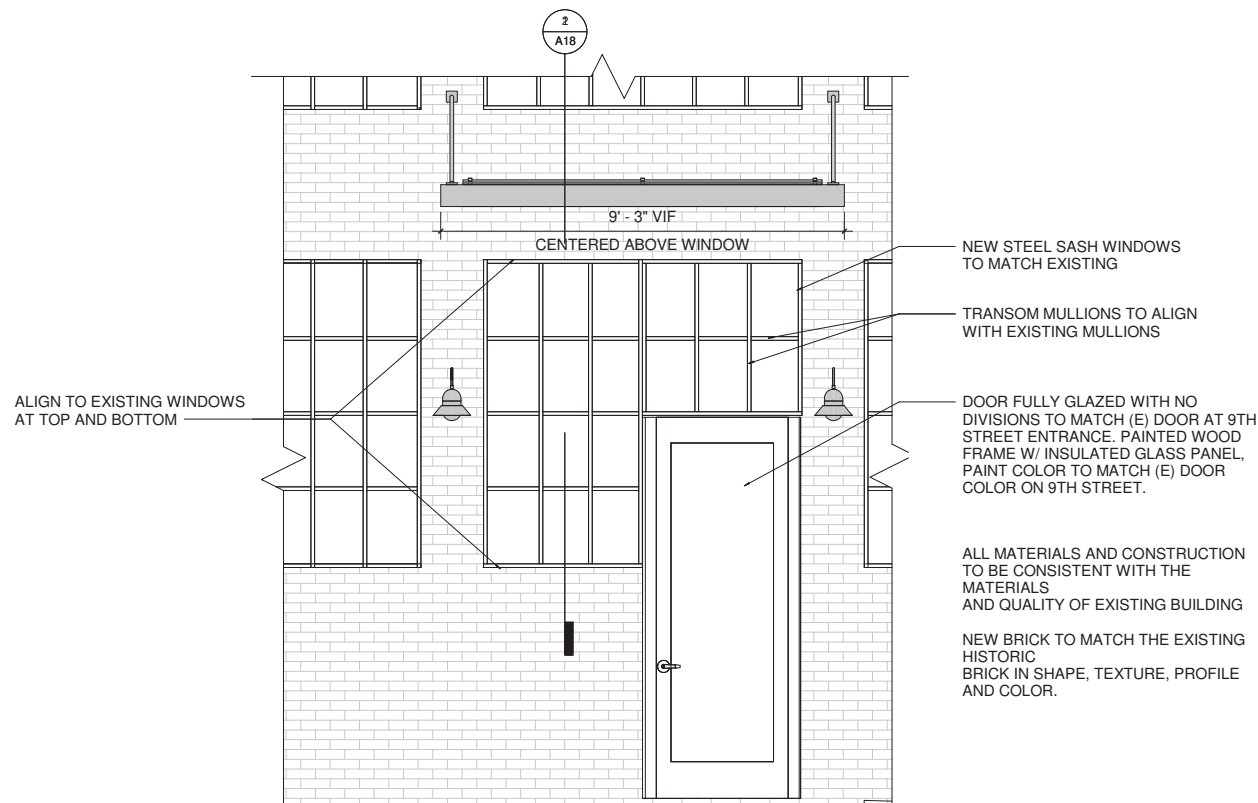 A18
9' - 3" VIF
CENTERED ABOVE WINDOW
NEW STEEL SASH WINDOWS
TO MATCH EXISTING
TRANSOM MULLIONS TO ALIGN
WITH EXISTING MULLIONS
ALIGN TO EXISTING WINDOWS
AT TOP AND BOTTOM
DOOR FULLY GLAZED WITH NO
DIVISIONS TO MATCH (E) DOOR AT 9TH
STREET ENTRANCE. PAINTED WOOD
FRAME W/ INSULATED GLASS PANEL,
PAINT COLOR TO MATCH (E) DOOR
COLOR ON 9TH STREET.
ALL MATERIALS AND CONSTRUCTION
TO BE CONSISTENT WITH THE
MATERIALS
AND QUALITY OF EXISTING BUILDING
NEW BRICK TO MATCH THE EXISTING
HISTORIC
BRICK IN SHAPE, TEXTURE, PROFILE
AND COLOR.